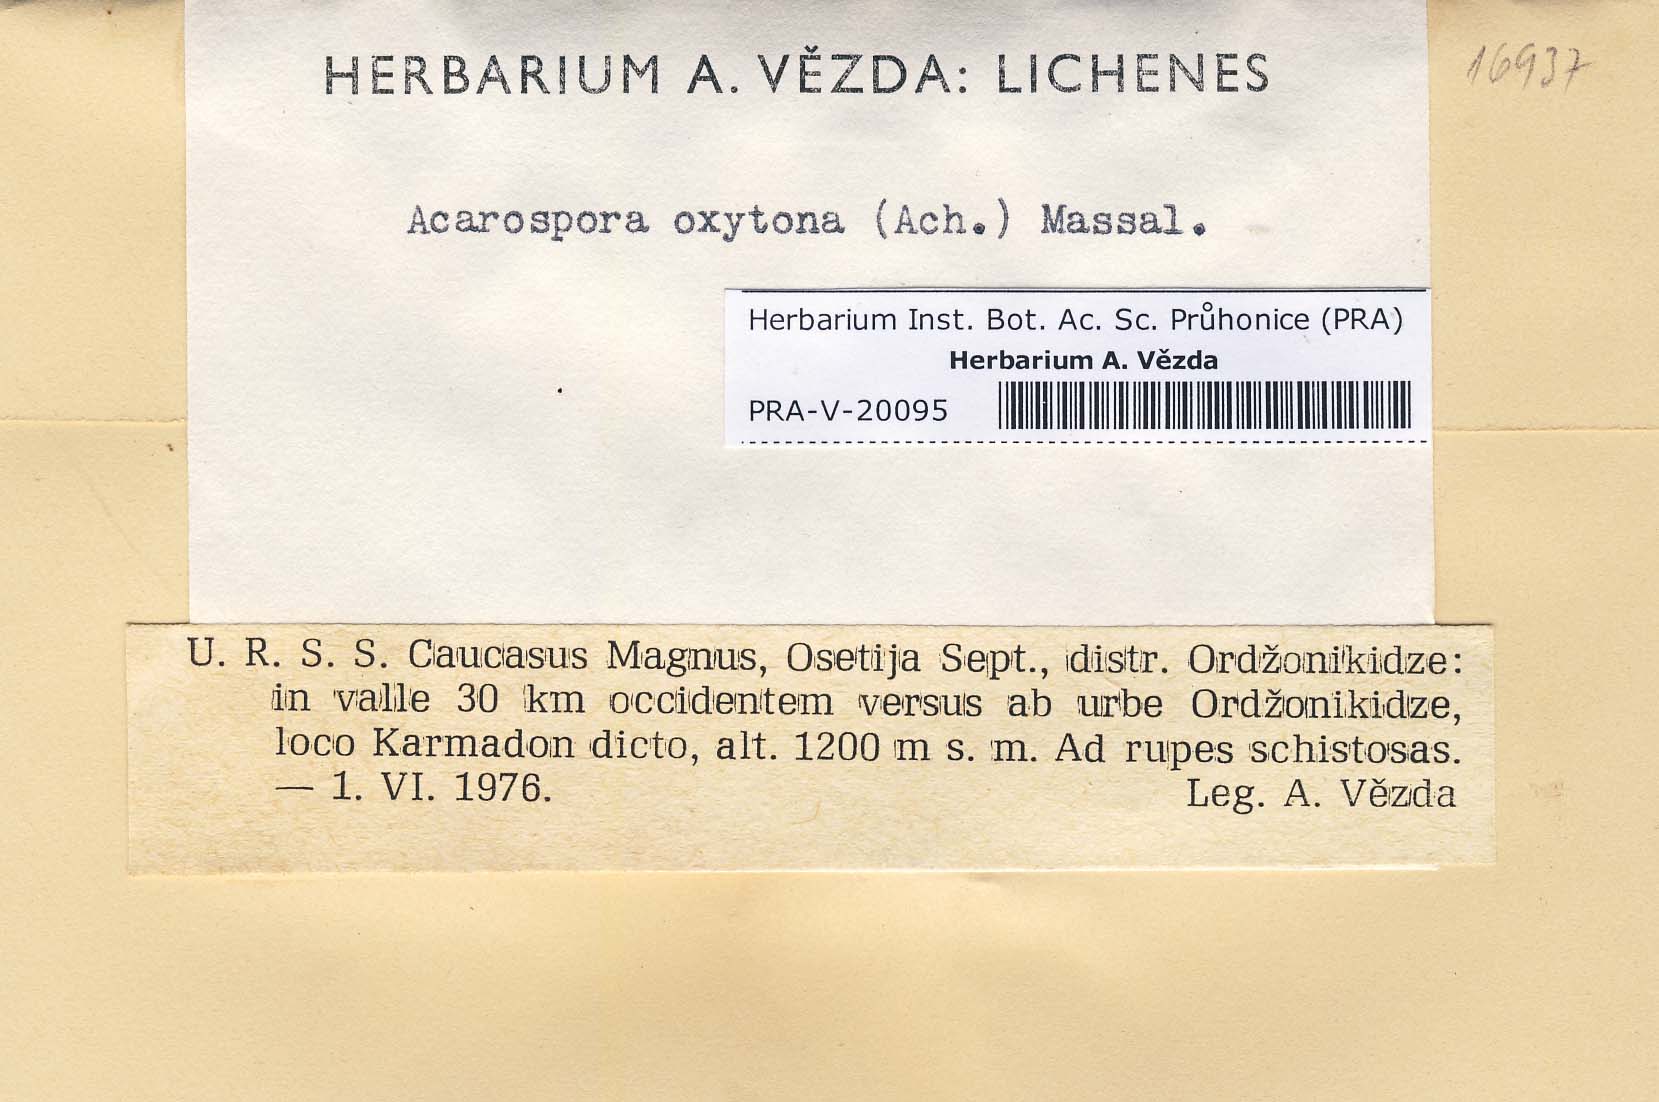 HERBARIUM A. VĚZDA: LICHENES
16937
Acarospora oxytona (Ach.) Massal.
Herbarium Inst. Bot. Ac. Sc. Průhonice (PRA)
Herbarium A. Vězda
PRA-V-20095
U. R. S. S. Caucasus Magnus, Osetija Sept., distr. Ordžonikidze:
in valle 30 km occidentem versus ab urbe Ordžonikidze,
loco Karmadon dicto, alt. 1200 m s. m. Ad rupes schistosas.
— 1. VI. 1976. Leg. A. Vězda